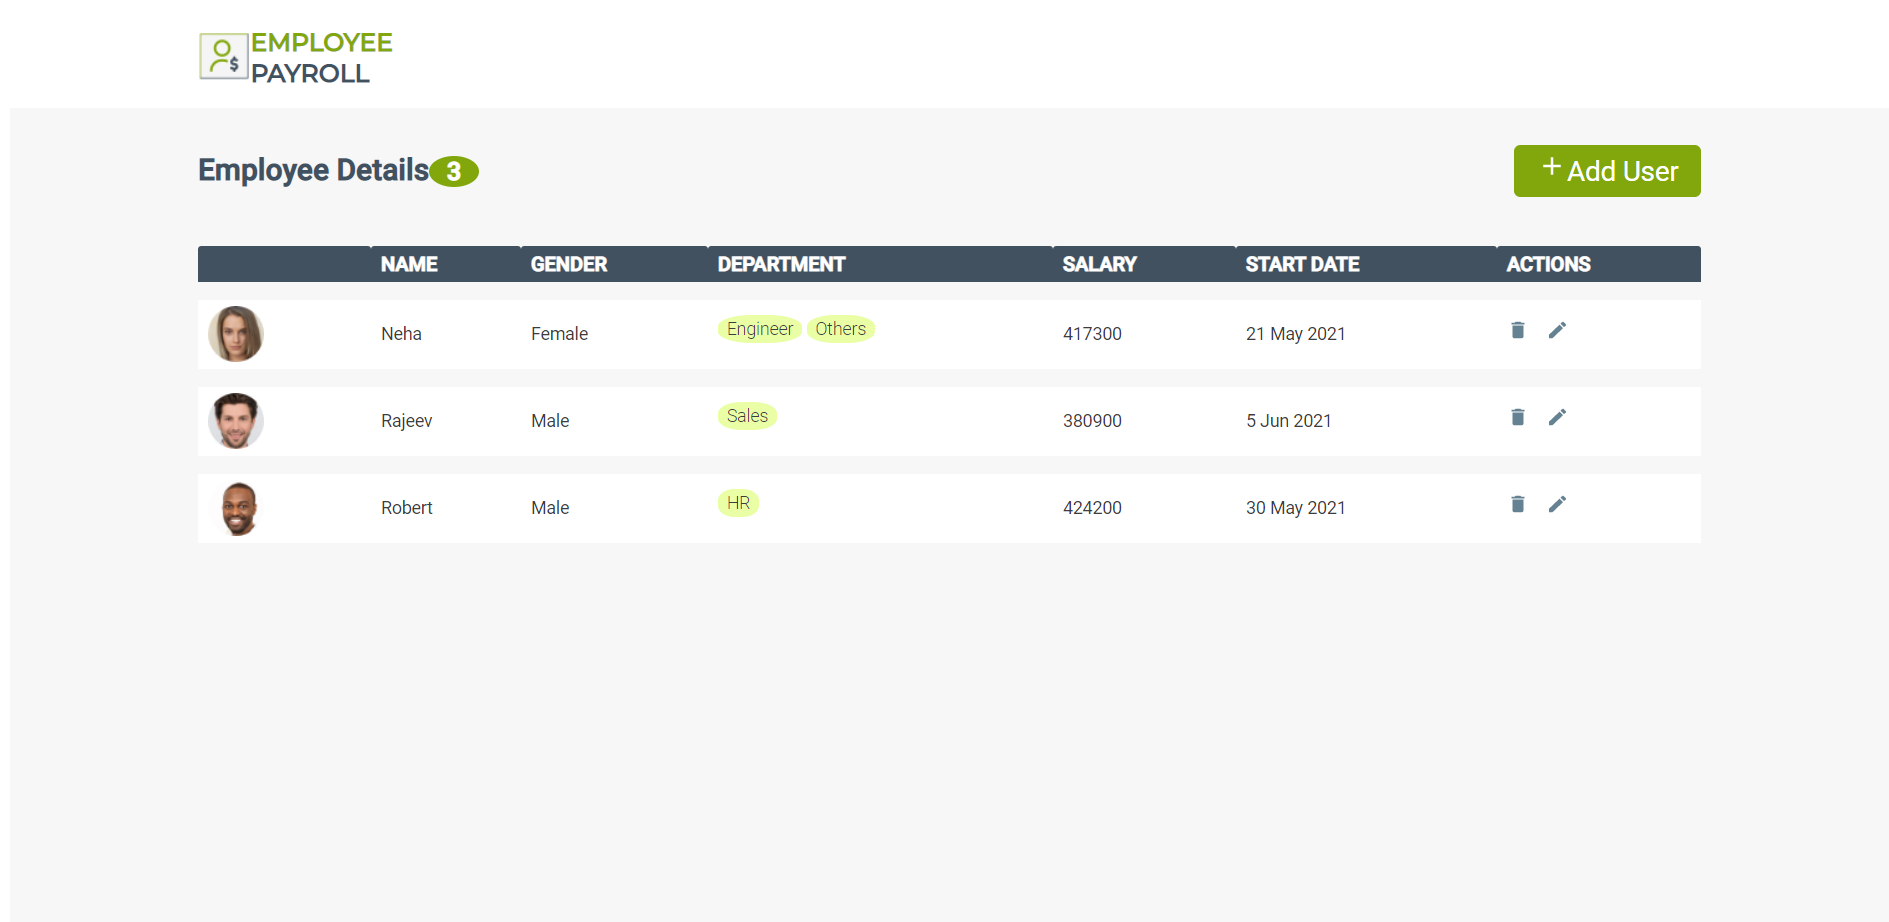 EMPLOYEE
PAYROLL
Employee Details 3
+ Add User
NAME GENDER DEPARTMENT SALARY START DATE ACTIONS
Neha Female Engineer Others 417300 21 May 2021
Rajeev Male Sales 380900 5 Jun 2021
Robert Male HR 424200 30 May 2021